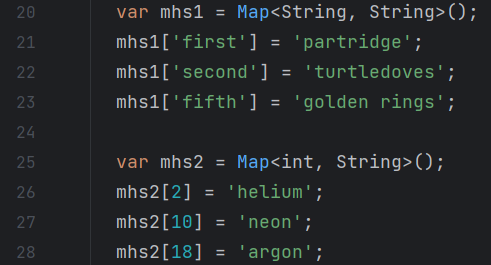 20 var mhs1 = Map<String, String>();
21 mhs1['first'] = 'partridge';
22 mhs1['second'] = 'turtledoves';
23 mhs1['fifth'] = 'golden rings';
24
25 var mhs2 = Map<int, String>();
26 mhs2[2] = 'helium';
27 mhs2[10] = 'neon';
28 mhs2[18] = 'argon';